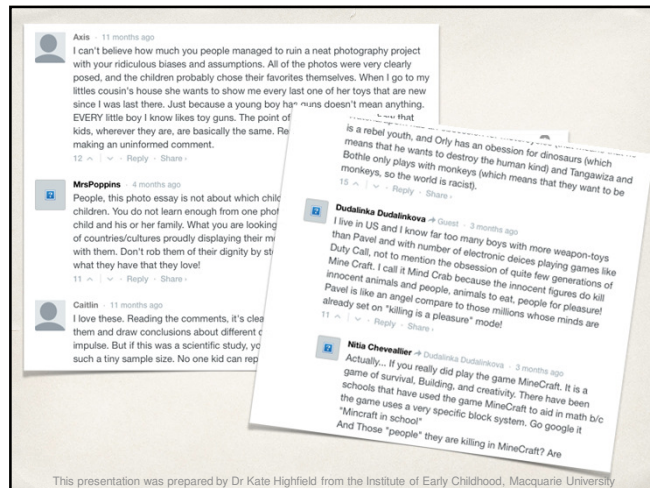 Axis · 11 months ago
I can't believe how much you people managed to ruin a neat photography project
with your ridiculous biases and assumptions. All of the photos were very clearly
posed, and the children probably chose their favorites themselves. When I go to my
littles cousin's house she wants to show me every last one of her toys that are new
since I was last there. Just because a young boy has guns doesn't mean anything.
EVERY little boy I know likes toy guns. The point of
kids, wherever they are, are basically the same. Re
making an uninformed comment.
12 · Reply · Share ›
MrsPoppins · 4 months ago
People, this photo essay is not about which chil
children. You do not learn enough from one pho
child and his or her family. What you are looking
of countries/cultures proudly displaying their m
with them. Don't rob them of their dignity by st
what they have that they love!
11 · Reply · Share ›
Caitlin · 11 months ago
I love these. Reading the comments, it's clea
them and draw conclusions about different c
impulse. But if this was a scientific study, yo
such a tiny sample size. No one kid can rep
is a rebel youth, and Orly has an obession for dinosaurs (which
means that he wants to destroy the human kind) and Tangawiza and
Bothle only plays with monkeys (which means that they want to be
monkeys, so the world is racist).
15 · Reply · Share ›
Dudalinka Dudalinkova Guest · 3 months ago
I live in US and I know far too many boys with more weapon-toys
than Pavel and with number of electronic deices playing games like
Duty Call, not to mention the obsession of quite few generations of
Mine Craft. I call it Mind Crab because the innocent figures do kill
innocent animals and people, animals to eat, people for pleasure!
Pavel is like an angel compare to those millions whose minds are
already set on "killing is a pleasure" mode!
11 · Reply · Share ›
Nitia Cheveallier Dudalinka Dudalinkova · 3 months ago
Actually... If you really did play the game MineCraft. It is a
game of survival, Building, and creativity. There have been
schools that have used the game MineCraft to aid in math b/c
the game uses a very specific block system. Go google it
"Mincraft in school"
And Those "people" they are killing in MineCraft? Are
This presentation was prepared by Dr Kate Highfield from the Institute of Early Childhood, Macquarie University